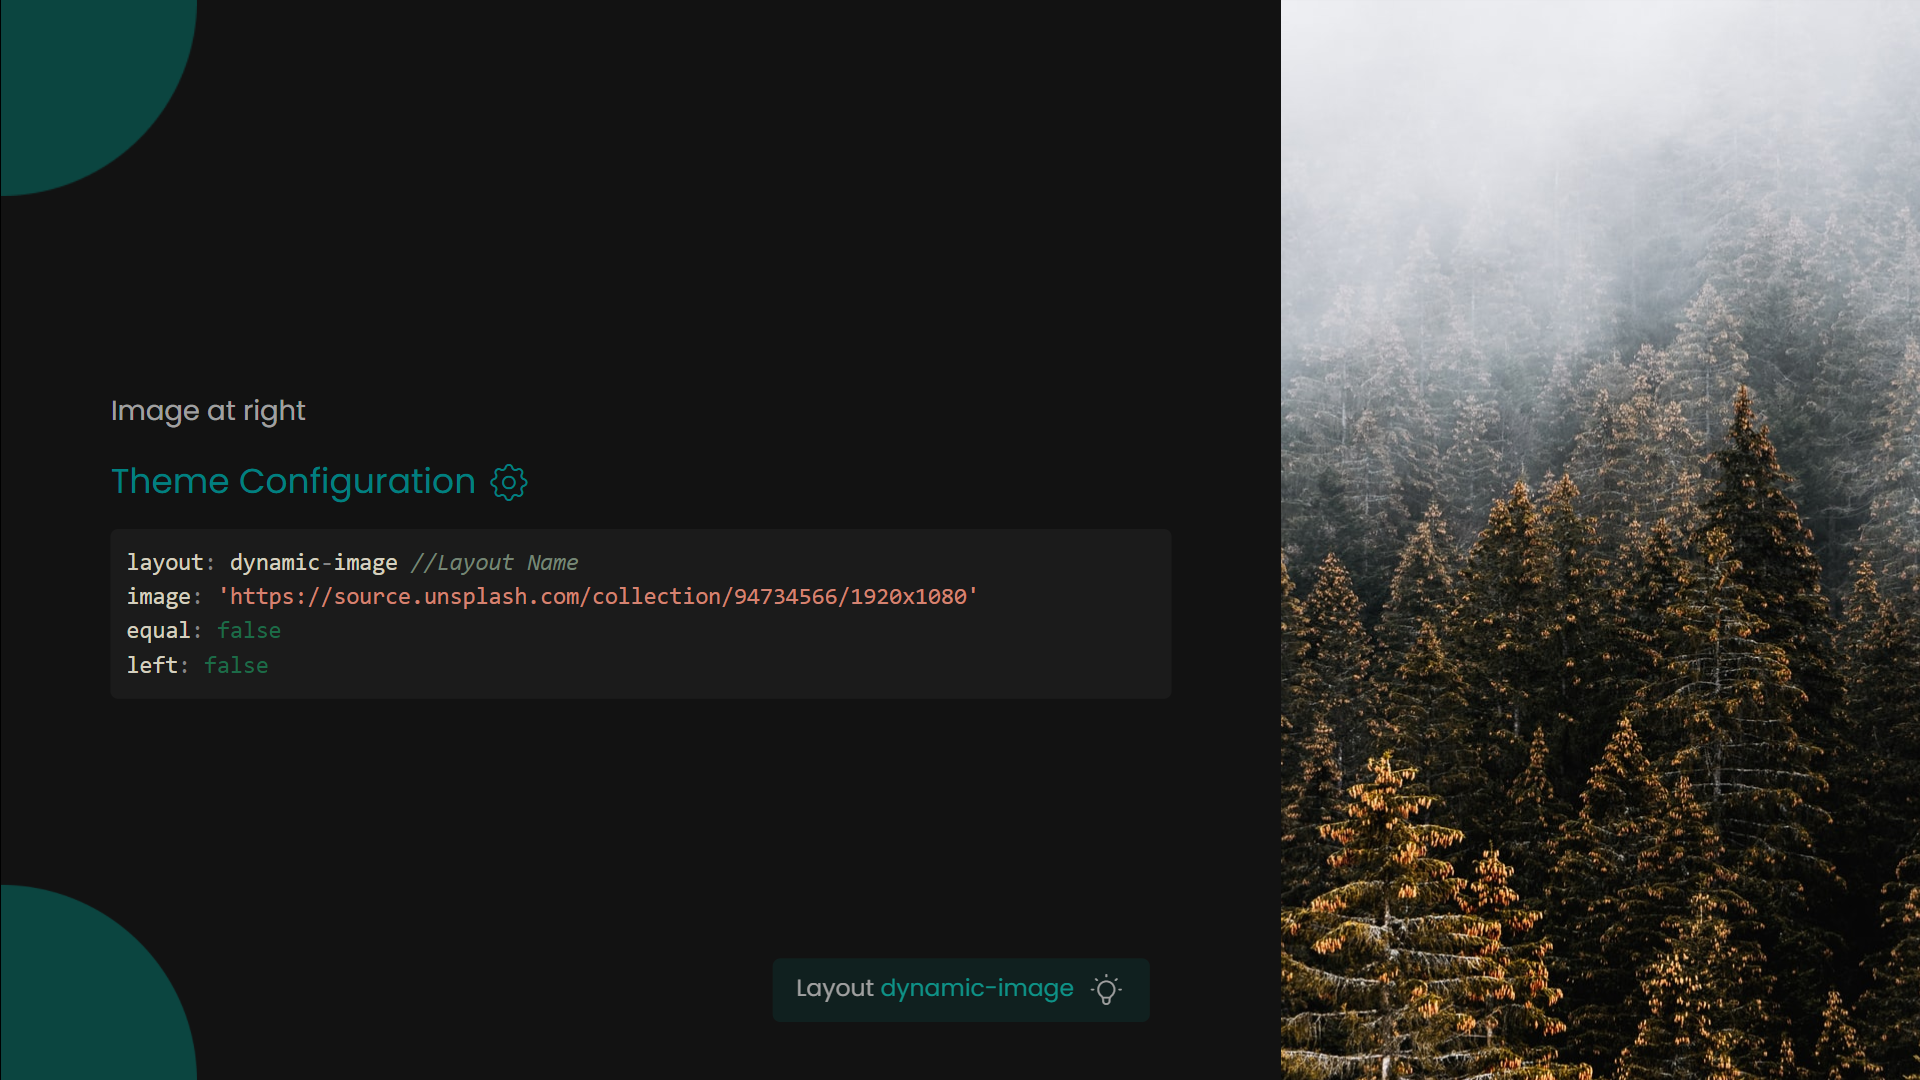 Image at right
Theme Configuration
layout: dynamic-image //Layout Name
image: 'https://source.unsplash.com/collection/94734566/1920x1080'
equal: false
left: false
Layout dynamic-image